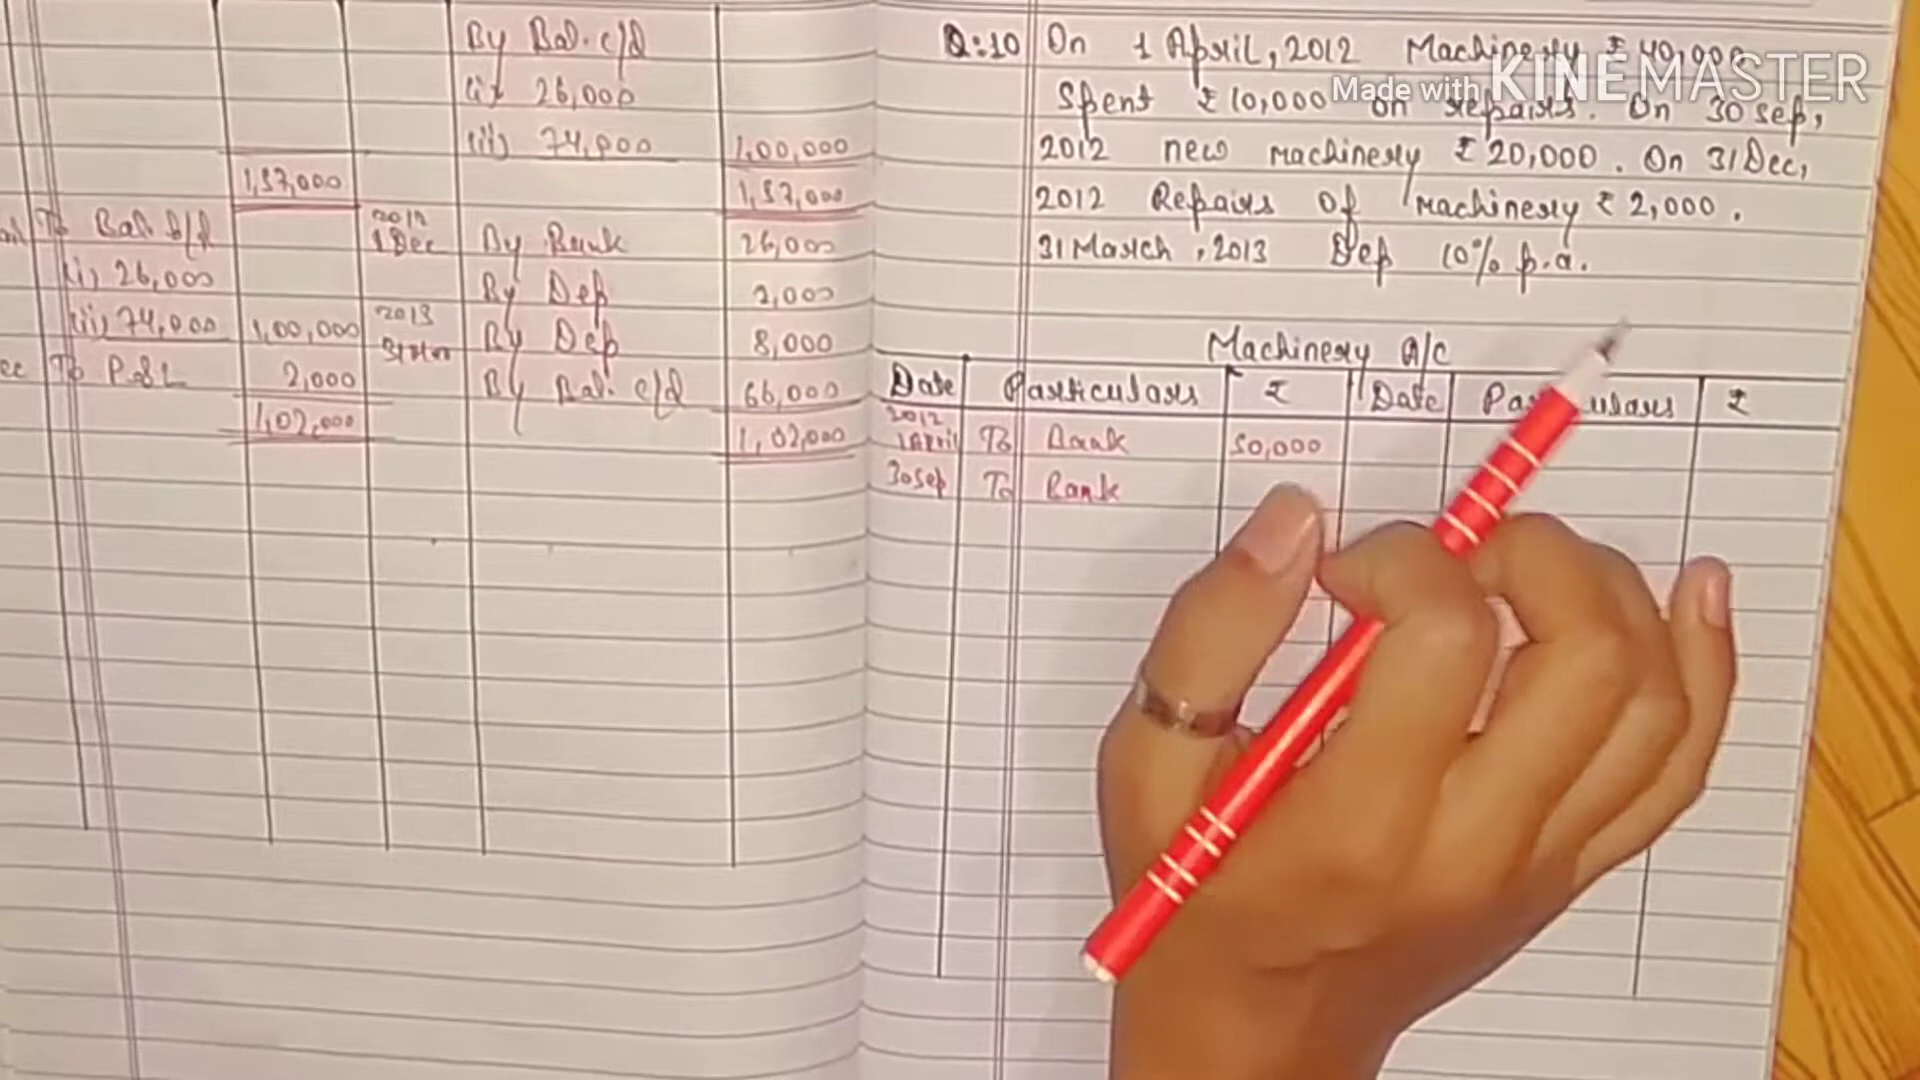 By Bal. c/d
(i) 26,000
(ii) 74,000 1,00,000
1,37,000 1,37,000
To Bal. b/d 2012
1 Dec By Bank 26,000
(i) 26,000 By Dep 2,000
(ii) 74,000 1,00,000 2013
31 Mar By Dep 8,000
To P&L 2,000 By Bal. c/d 66,000
1,02,000 1,02,000
Q:10 On 1 April, 2012 Machinery ₹ 40,000
Spent ₹ 10,000 on repairs. On 30 sep,
2012 new machinery ₹ 20,000. On 31 Dec,
2012 Repairs of machinery ₹ 2,000.
31 March, 2013 Dep 10% p.a.
Machinery A/C
Date Particulars ₹ Date ₹
2012
1 April To Bank 50,000
30 sep To Bank
Made with KINEMASTER